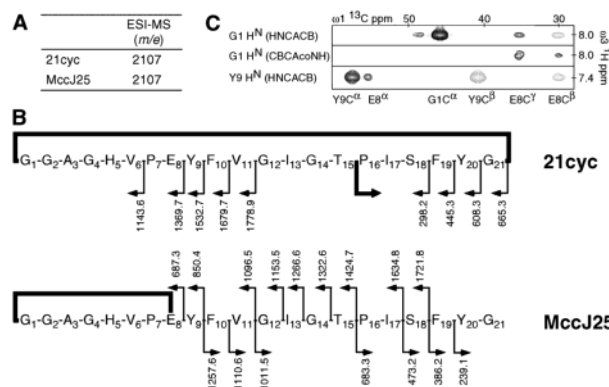 A
ESI-MS
(m/e)
21cyc 2107
MccJ25 2107
C
ω1 ¹³C ppm 50 40 30
G1 Hᴺ (HNCACB) 8.0
G1 Hᴺ (CBCAcoNH) 8.0
Y9 Hᴺ (HNCACB) 7.4
ω3 ¹H ppm
Y9Cᵅ E8ᵅ G1Cᵅ Y9Cᵝ E8Cᵞ E8Cᵝ
B
G₁-G₂-A₃-G₄-H₅-V₆-P₇-E₈-Y₉-F₁₀-V₁₁-G₁₂-I₁₃-G₁₄-T₁₅-P₁₆-I₁₇-S₁₈-F₁₉-Y₂₀-G₂₁ 21cyc
1143.6 1369.7 1532.7 1679.7 1778.9 298.2 445.3 608.3 665.3
687.3 850.4 1096.5 1153.5 1266.6 1322.6 1424.7 1634.8 1721.8
G₁-G₂-A₃-G₄-H₅-V₆-P₇-E₈-Y₉-F₁₀-V₁₁-G₁₂-I₁₃-G₁₄-T₁₅-P₁₆-I₁₇-S₁₈-F₁₉-Y₂₀-G₂₁ MccJ25
1257.6 1110.6 1011.5 683.3 473.2 386.2 239.1